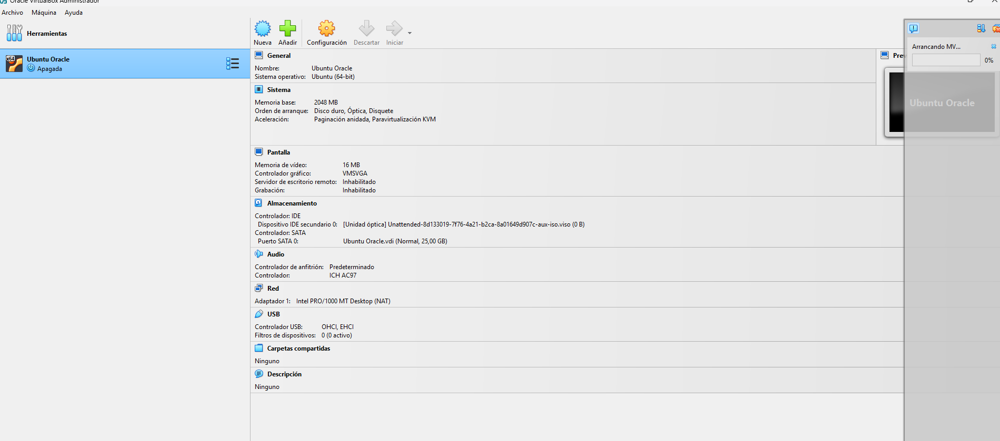 Oracle VirtualBox Administrador
Archivo Máquina Ayuda
Herramientas
x64
Ubuntu Oracle
Apagada
Nueva Añadir Configuración Descartar Iniciar
General
Nombre: Ubuntu Oracle
Sistema operativo: Ubuntu (64-bit)
Sistema
Memoria base: 2048 MB
Orden de arranque: Disco duro, Óptica, Disquete
Aceleración: Paginación anidada, Paravirtualización KVM
Prev
Arrancando MV...
0%
Ubuntu Oracle
Pantalla
Memoria de vídeo: 16 MB
Controlador gráfico: VMSVGA
Servidor de escritorio remoto: Inhabilitado
Grabación: Inhabilitado
Almacenamiento
Controlador: IDE
Dispositivo IDE secundario 0: [Unidad óptica] Unattended-8d133019-7f76-4a21-b2ca-8a01649d907c-aux-iso.viso (0 B)
Controlador: SATA
Puerto SATA 0: Ubuntu Oracle.vdi (Normal, 25,00 GB)
Audio
Controlador de anfitrión: Predeterminado
Controlador: ICH AC97
Red
Adaptador 1: Intel PRO/1000 MT Desktop (NAT)
USB
Controlador USB: OHCI, EHCI
Filtros de dispositivos: 0 (0 activo)
Carpetas compartidas
Ninguno
Descripción
Ninguno